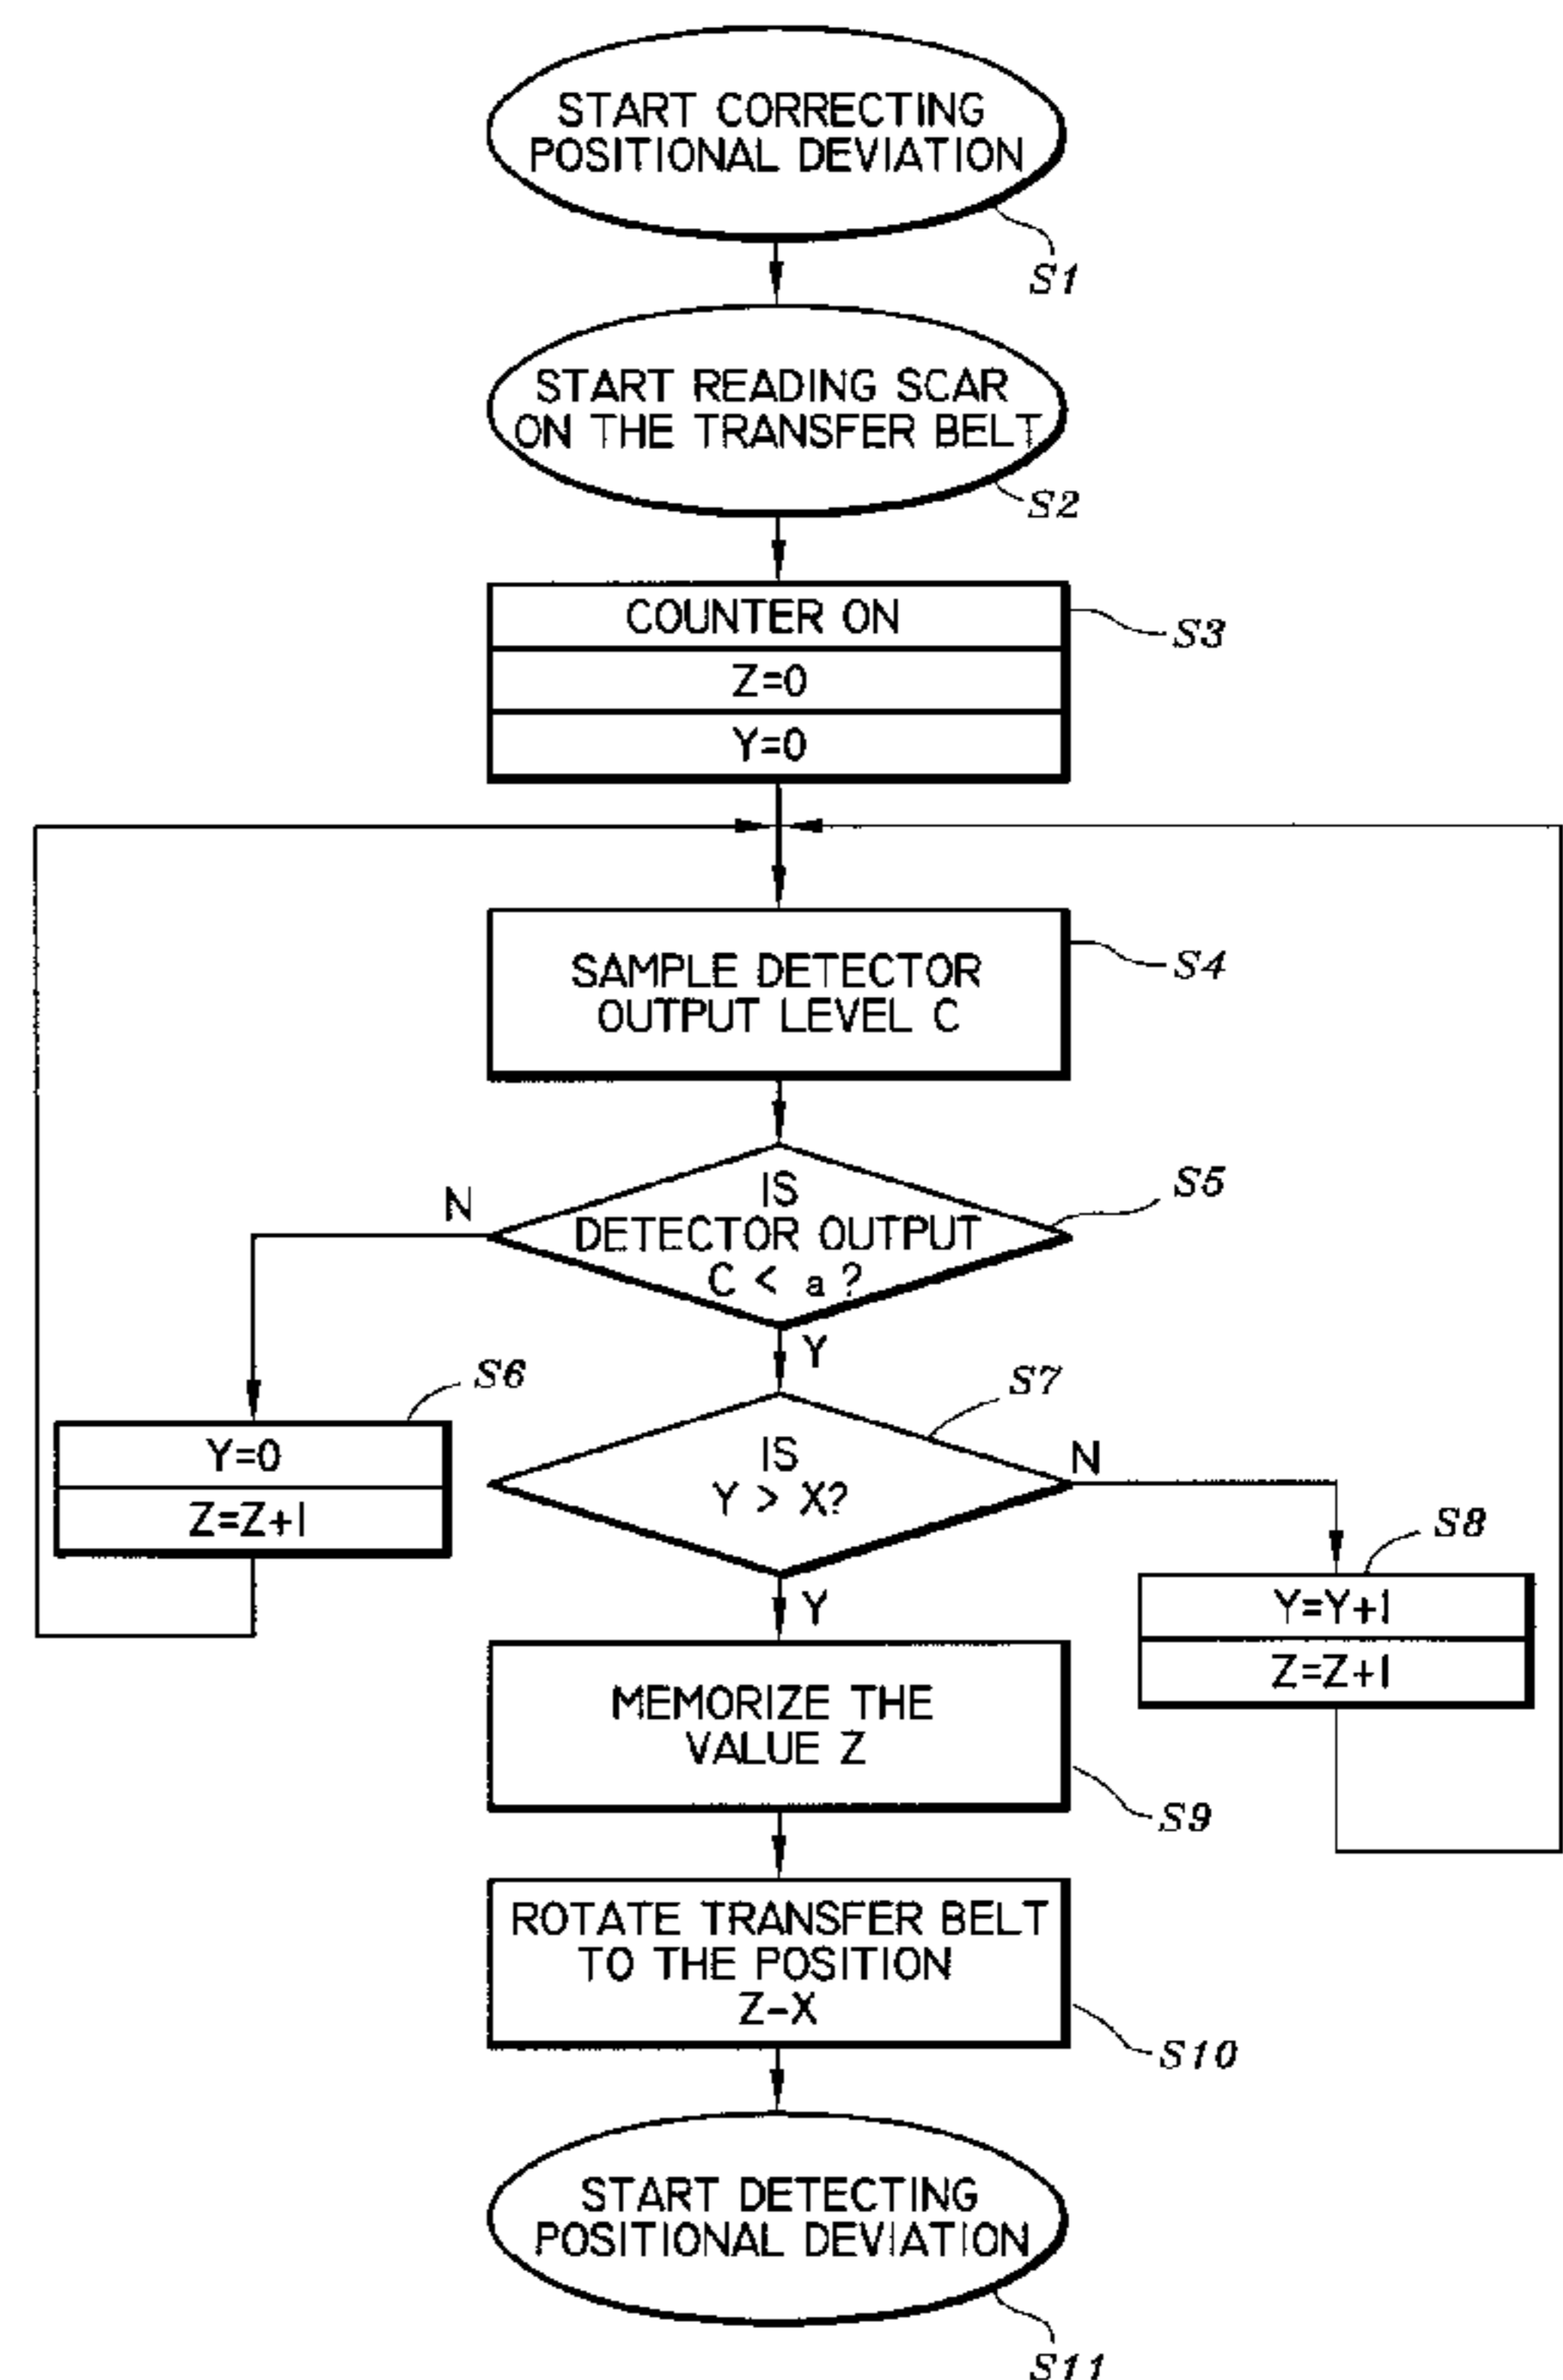 START CORRECTING
POSITIONAL DEVIATION
S1
START READING SCAR
ON THE TRANSFER BELT
S2
COUNTER ON
S3
Z=0
Y=0
SAMPLE DETECTOR
OUTPUT LEVEL C
S4
IS
DETECTOR OUTPUT
C < a ?
S5
N
Y
S6
Y=0
Z=Z+1
S7
IS
Y > X?
N
Y
S8
Y=Y+1
Z=Z+1
MEMORIZE THE
VALUE Z
S9
ROTATE TRANSFER BELT
TO THE POSITION
Z-X
S10
START DETECTING
POSITIONAL DEVIATION
S11